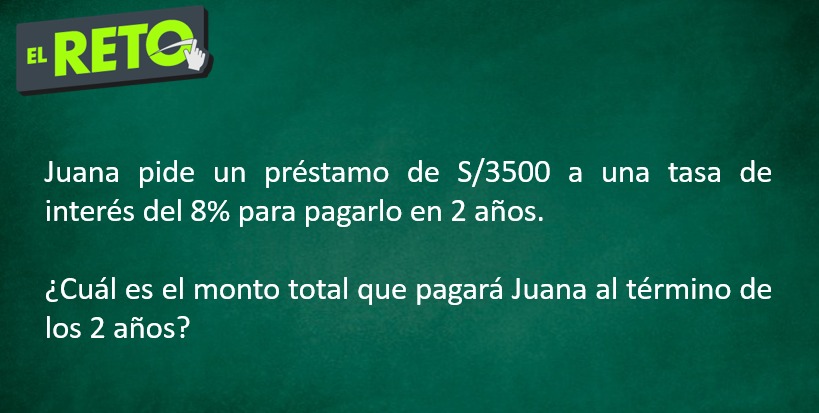 EL RETO
Juana pide un préstamo de S/3500 a una tasa de
interés del 8% para pagarlo en 2 años.
¿Cuál es el monto total que pagará Juana al término de
los 2 años?